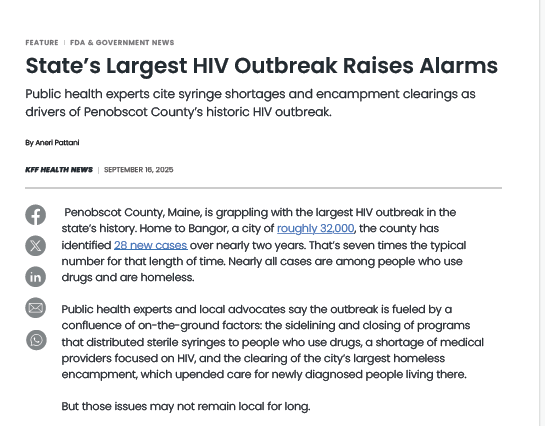 FEATURE | FDA & GOVERNMENT NEWS
State's Largest HIV Outbreak Raises Alarms
Public health experts cite syringe shortages and encampment clearings as
drivers of Penobscot County's historic HIV outbreak.
By Aneri Pattani
KFF HEALTH NEWS | SEPTEMBER 16, 2025
Penobscot County, Maine, is grappling with the largest HIV outbreak in the
state's history. Home to Bangor, a city of roughly 32,000, the county has
identified 28 new cases over nearly two years. That's seven times the typical
number for that length of time. Nearly all cases are among people who use
drugs and are homeless.
Public health experts and local advocates say the outbreak is fueled by a
confluence of on-the-ground factors: the sidelining and closing of programs
that distributed sterile syringes to people who use drugs, a shortage of medical
providers focused on HIV, and the clearing of the city's largest homeless
encampment, which upended care for newly diagnosed people living there.
But those issues may not remain local for long.